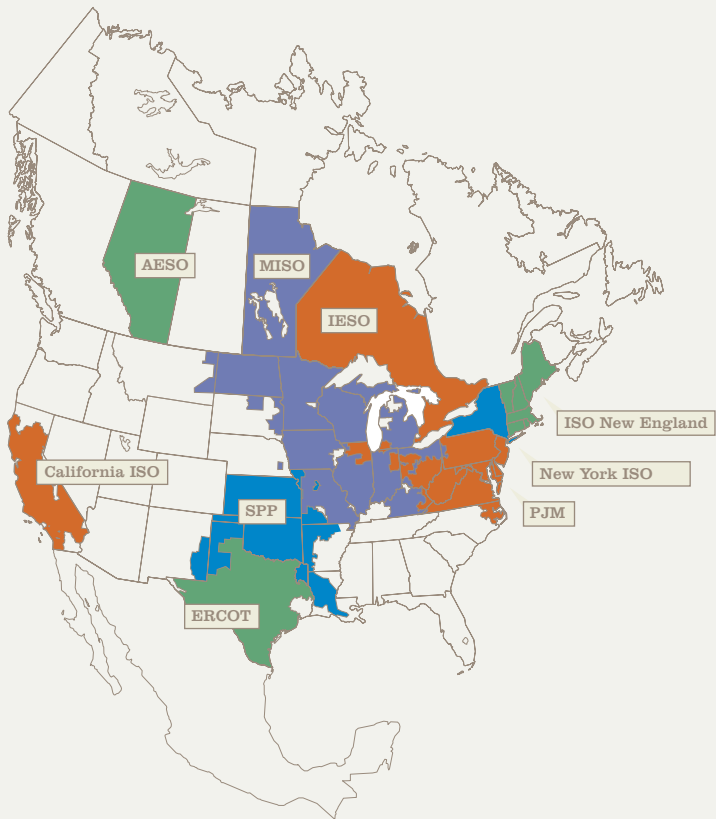 AESO
MISO
IESO
ISO New England
California ISO
New York ISO
SPP
PJM
ERCOT